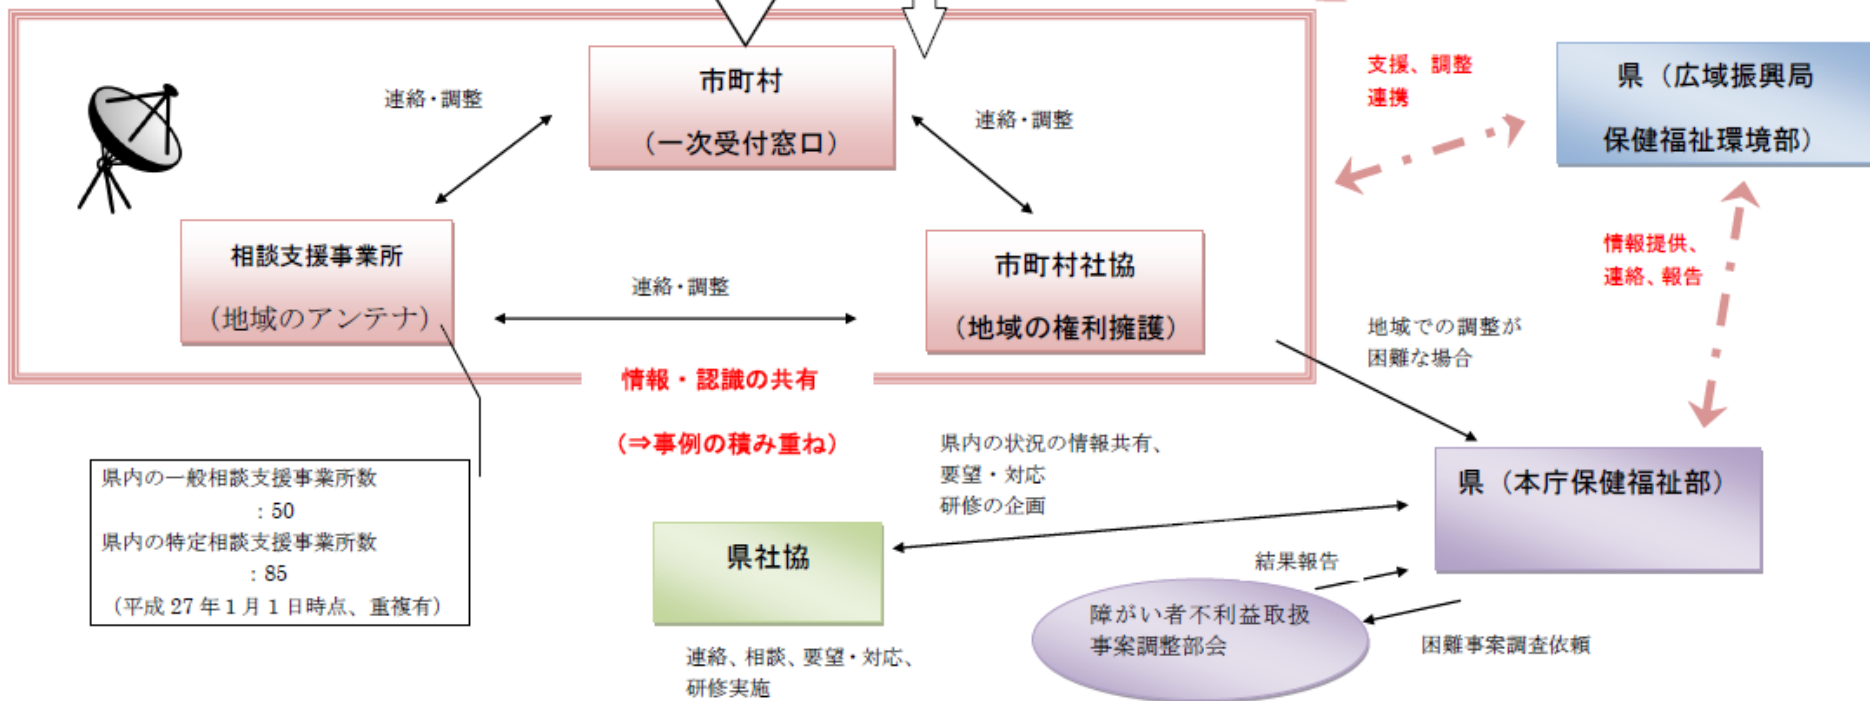 市町村
（一次受付窓口）
連絡・調整
連絡・調整
相談支援事業所
（地域のアンテナ）
連絡・調整
市町村社協
（地域の権利擁護）
情報・認識の共有
（⇒事例の積み重ね）
支援、調整
連携
県（広域振興局
保健福祉環境部）
情報提供、
連絡、報告
地域での調整が
困難な場合
県内の一般相談支援事業所数
：50
県内の特定相談支援事業所数
：85
（平成 27 年 1 月 1 日時点、重複有）
県内の状況の情報共有、
要望・対応
研修の企画
県（本庁保健福祉部）
県社協
連絡、相談、要望・対応、
研修実施
結果報告
障がい者不利益取扱
事案調整部会
困難事案調査依頼